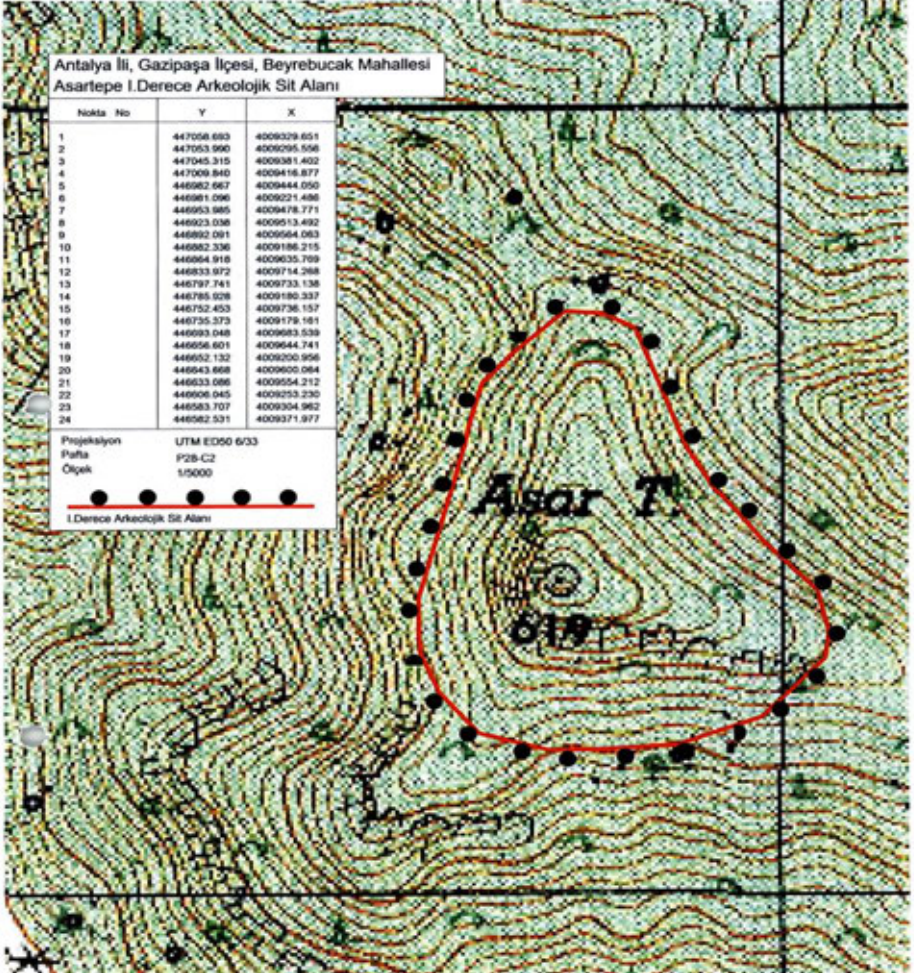 Antalya İli, Gazipaşa İlçesi, Beyrebucak Mahallesi
Asartepe I.Derece Arkeolojik Sit Alanı
Nokta No Y X
1 447058.693 4009329.651
2 447053.990 4009295.556
3 447045.315 4009381.402
4 447009.840 4009416.877
5 446982.667 4009444.050
6 446981.096 4009221.486
7 446953.985 4009478.771
8 446923.038 4009513.492
9 446892.091 4009564.063
10 446882.336 4009186.215
11 446864.918 4009635.769
12 446833.972 4009714.268
13 446797.741 4009733.138
14 446785.928 4009180.337
15 446752.453 4009736.157
16 446735.373 4009179.161
17 446693.048 4009683.539
18 446656.601 4009644.741
19 446652.132 4009200.956
20 446643.668 4009600.064
21 446633.086 4009554.212
22 446606.045 4009253.230
23 446583.707 4009304.962
24 446582.531 4009371.977
Projeksiyon UTM ED50 6/33
Pafta P28-C2
Ölçek 1/5000
I.Derece Arkeolojik Sit Alanı
Asar T.
619